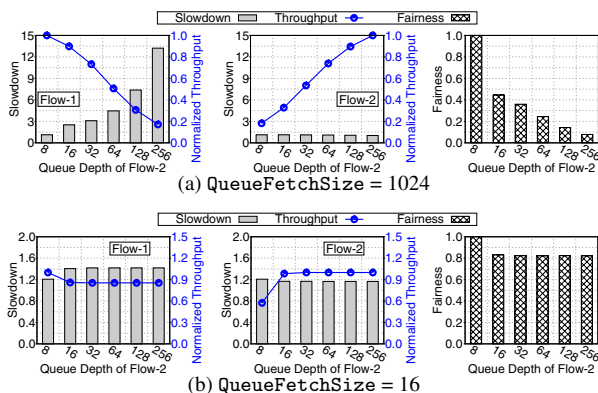 Slowdown Throughput Fairness
15 12 9 6 3 0
Slowdown
Flow-1
1.0 0.8 0.6 0.4 0.2 0.0
Normalized Throughput
8 16 32 64 128 256
Queue Depth of Flow-2
15 12 9 6 3 0
Slowdown
Flow-2
1.0 0.8 0.6 0.4 0.2 0.0
Normalized Throughput
8 16 32 64 128 256
Queue Depth of Flow-2
1.0 0.8 0.6 0.4 0.2 0.0
Fairness
8 16 32 64 128 256
Queue Depth of Flow-2
(a) QueueFetchSize = 1024
Slowdown Throughput Fairness
2.0 1.6 1.2 0.8 0.4 0.0
Slowdown
Flow-1
1.5 1.2 0.9 0.6 0.3 0.0
Normalized Throughput
8 16 32 64 128 256
Queue Depth of Flow-2
2.0 1.6 1.2 0.8 0.4 0.0
Slowdown
Flow-2
1.5 1.2 0.9 0.6 0.3 0.0
Normalized Throughput
8 16 32 64 128 256
Queue Depth of Flow-2
1.0 0.8 0.6 0.4 0.2 0.0
Fairness
8 16 32 64 128 256
Queue Depth of Flow-2
(b) QueueFetchSize = 16